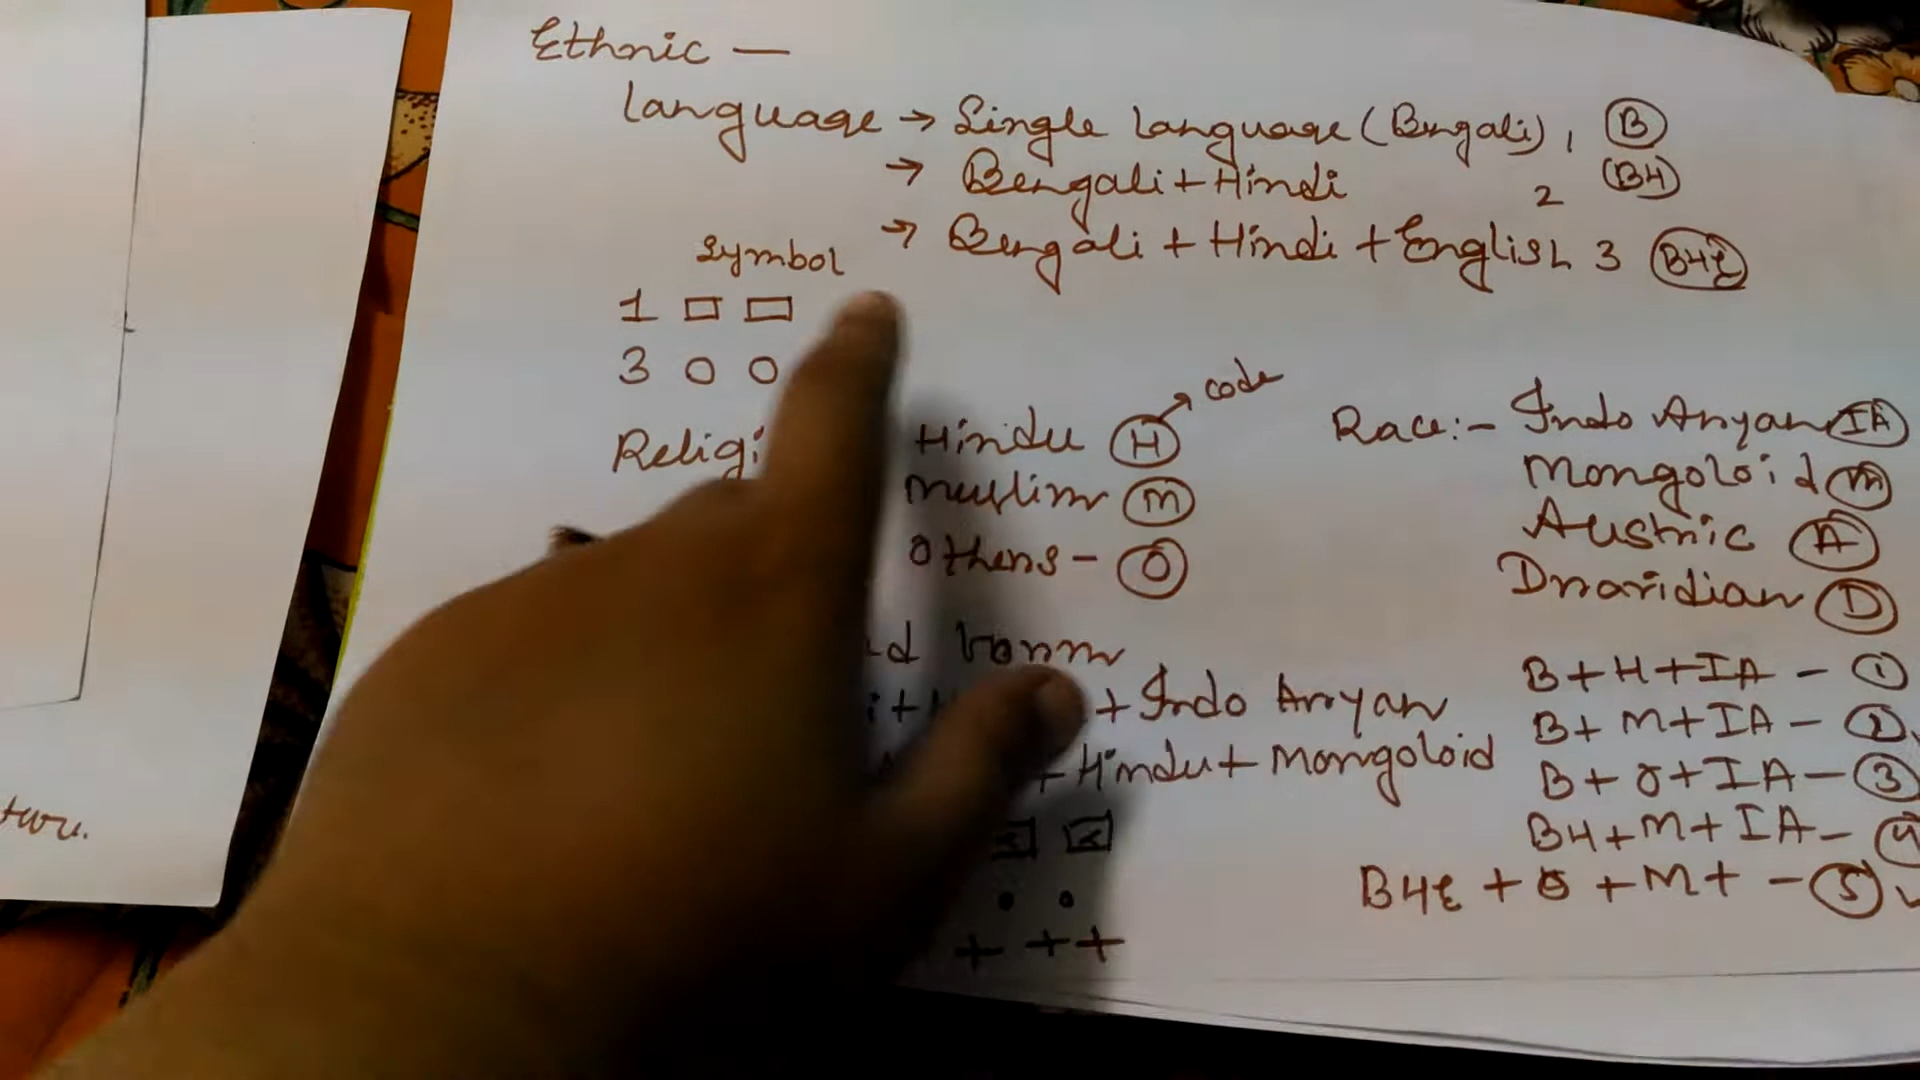 Ethnic —
Language → Single language (Bengali) 1 B
→ Bengali + Hindi 2 BH
→ Bengali + Hindi + English 3 BHE
Symbol
1
3 O O
Religi Hindu H → code
Muslim M
Others - O
Race:- Indo Aryan IA
Mongoloid M
Austric A
Draridian D
+ Indo Aryan
+ Hindu + Mongoloid
+ ++
B + H + IA - 1
B + M + IA - 2
B + O + IA - 3
BH + M + IA - 4
BHE + O + M + - 5
twu.